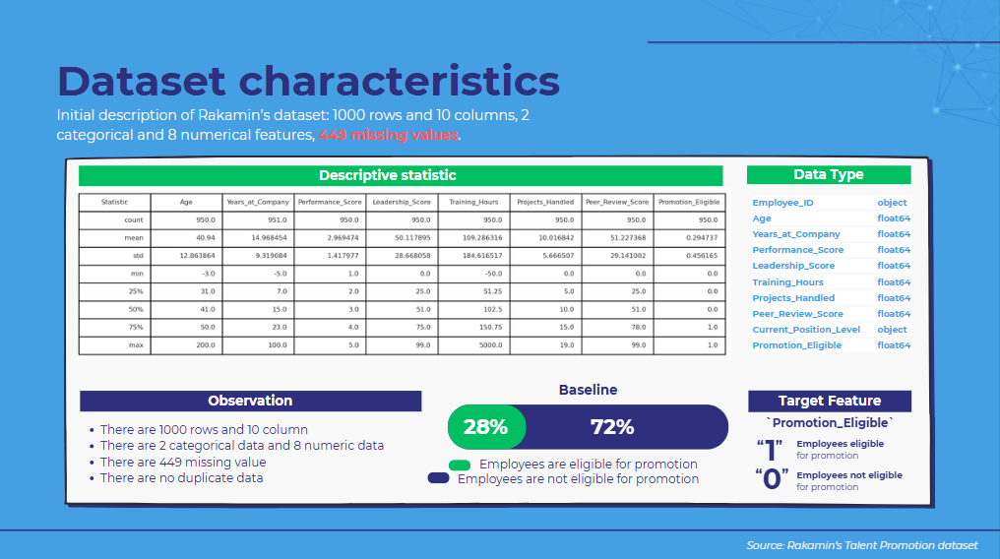 Dataset characteristics
Initial description of Rakamin's dataset: 1000 rows and 10 columns, 2
categorical and 8 numerical features, 449 missing values.
Descriptive statistic
Statistic Age Years_at_Company Performance_Score Leadership_Score Training_Hours Projects_Handled Peer_Review_Score Promotion_Eligible
count 950.0 951.0 950.0 950.0 950.0 950.0 950.0 950.0
mean 40.94 14.968454 2.969474 50.117895 109.286316 10.016842 51.227368 0.294737
std 12.863864 9.319084 1.417977 28.668058 184.616517 5.666507 29.141002 0.456165
min -3.0 -5.0 1.0 0.0 -50.0 0.0 0.0 0.0
25% 31.0 7.0 2.0 25.0 51.25 5.0 25.0 0.0
50% 41.0 15.0 3.0 51.0 102.5 10.0 51.0 0.0
75% 50.0 23.0 4.0 75.0 150.75 15.0 78.0 1.0
max 200.0 100.0 5.0 99.0 5000.0 19.0 99.0 1.0
Data Type
Employee_ID object
Age float64
Years_at_Company float64
Performance_Score float64
Leadership_Score float64
Training_Hours float64
Projects_Handled float64
Peer_Review_Score float64
Current_Position_Level object
Promotion_Eligible float64
Observation
• There are 1000 rows and 10 column
• There are 2 categorical data and 8 numeric data
• There are 449 missing value
• There are no duplicate data
Baseline
28% 72%
Employees are eligible for promotion
Employees are not eligible for promotion
Target Feature
`Promotion_Eligible`
“1” Employees eligible
for promotion
“0” Employees not eligible
for promotion
Source: Rakamin's Talent Promotion dataset